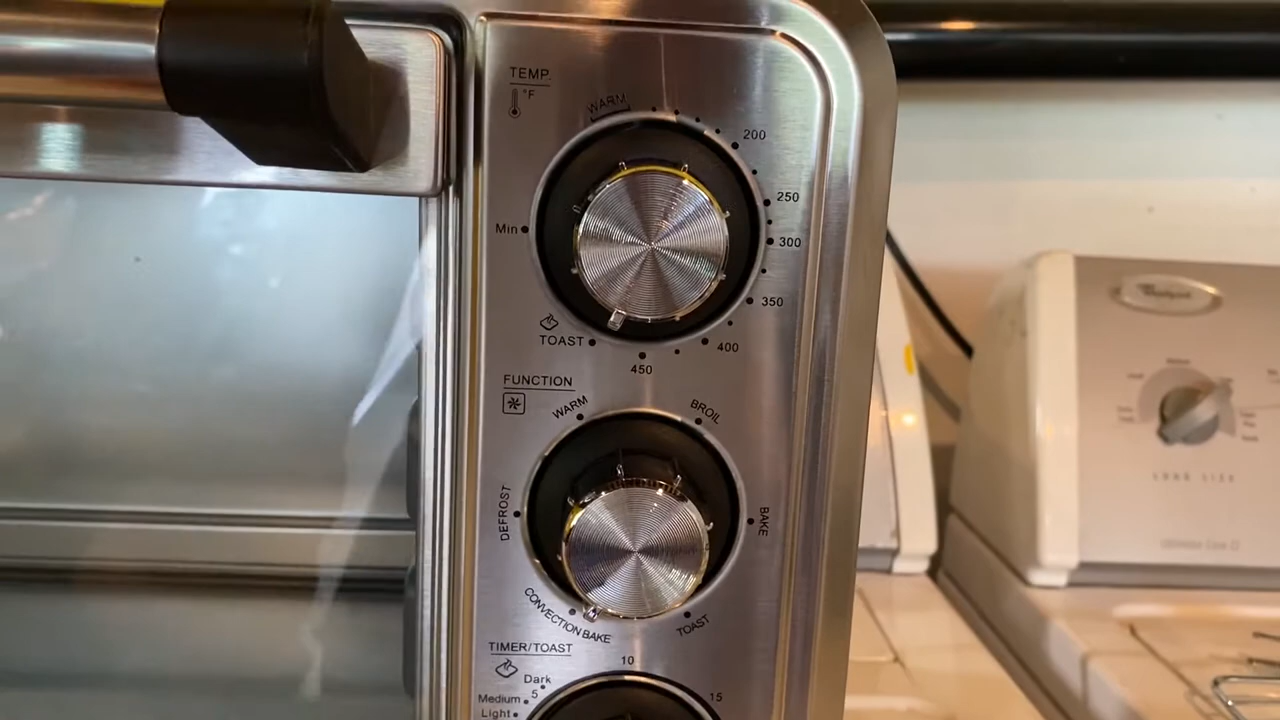 TEMP.
°F
WARM
200
250
Min
300
350
TOAST
400
450
FUNCTION
WARM
BROIL
DEFROST
BAKE
CONVECTION BAKE
TOAST
TIMER/TOAST
10
Dark
5
15
Medium
Light
Whirlpool